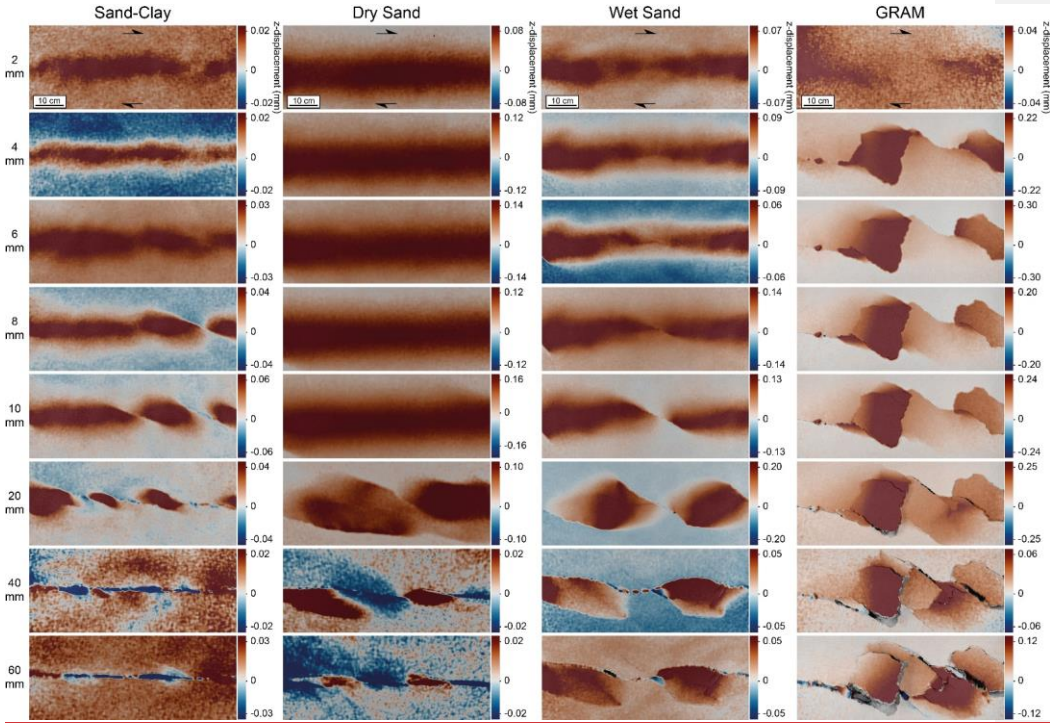 Sand-Clay Dry Sand Wet Sand GRAM
2 mm 10 cm 0.02 0 -0.02 z-displacement (mm) 10 cm 0.08 0 -0.08 z-displacement (mm) 10 cm 0.07 0 -0.07 z-displacement (mm) 10 cm 0.04 0 -0.04 z-displacement (mm)
4 mm 0.02 0 -0.02 0.12 0 -0.12 0.09 0 -0.09 0.22 0 -0.22
6 mm 0.03 0 -0.03 0.14 0 -0.14 0.06 0 -0.06 0.30 0 -0.30
8 mm 0.04 0 -0.04 0.12 0 -0.12 0.14 0 -0.14 0.20 0 -0.20
10 mm 0.06 0 -0.06 0.16 0 -0.16 0.13 0 -0.13 0.24 0 -0.24
20 mm 0.04 0 -0.04 0.10 0 -0.10 0.20 0 -0.20 0.25 0 -0.25
40 mm 0.02 0 -0.02 0.02 0 -0.02 0.05 0 -0.05 0.06 0 -0.06
60 mm 0.03 0 -0.03 0.02 0 -0.02 0.05 0 -0.05 0.12 0 -0.12